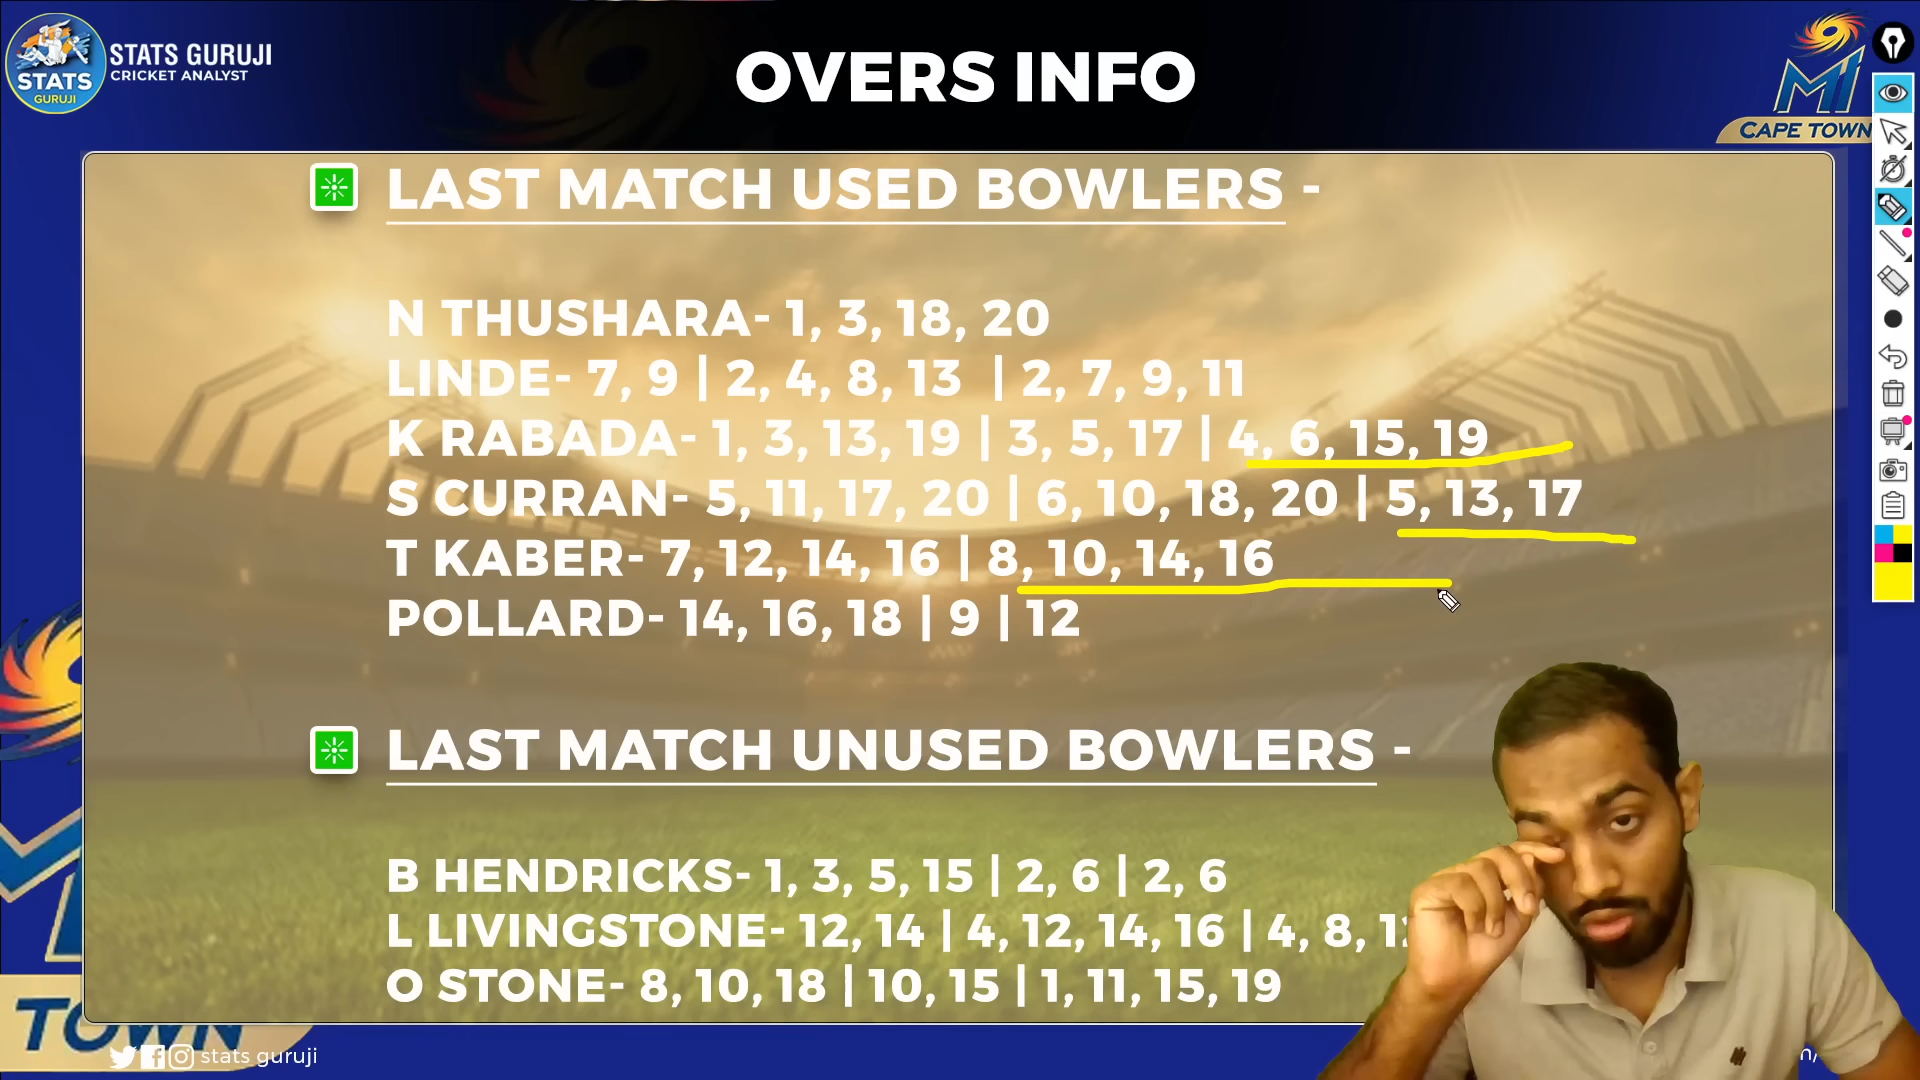 STATS GURUJI
CRICKET ANALYST
STATS
GURUJI
OVERS INFO
MI
CAPE TOWN
LAST MATCH USED BOWLERS -
N THUSHARA- 1, 3, 18, 20
LINDE- 7, 9 | 2, 4, 8, 13 | 2, 7, 9, 11
K RABADA- 1, 3, 13, 19 | 3, 5, 17 | 4, 6, 15, 19
S CURRAN- 5, 11, 17, 20 | 6, 10, 18, 20 | 5, 13, 17
T KABER- 7, 12, 14, 16 | 8, 10, 14, 16
POLLARD- 14, 16, 18 | 9 | 12
LAST MATCH UNUSED BOWLERS -
B HENDRICKS- 1, 3, 5, 15 | 2, 6 | 2, 6
L LIVINGSTONE- 12, 14 | 4, 12, 14, 16 | 4, 8,
O STONE- 8, 10, 18 | 10, 15 | 1, 11, 15, 19
TOWN
stats guruji